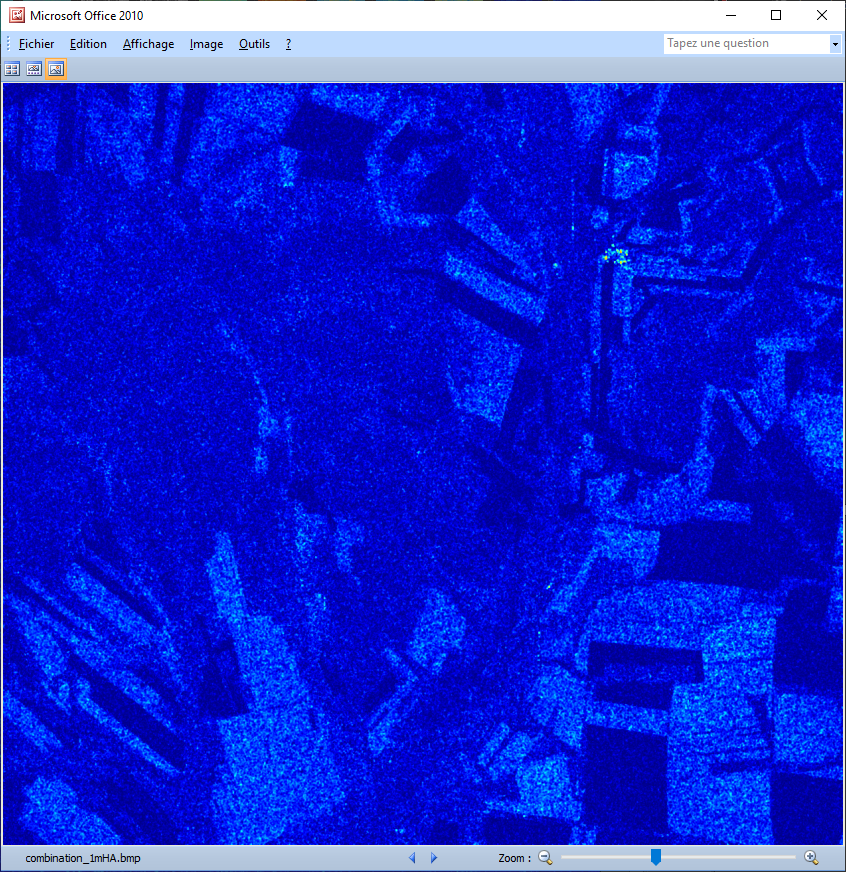 Microsoft Office 2010
Fichier Edition Affichage Image Outils ? Tapez une question
combination_1mHA.bmp Zoom :